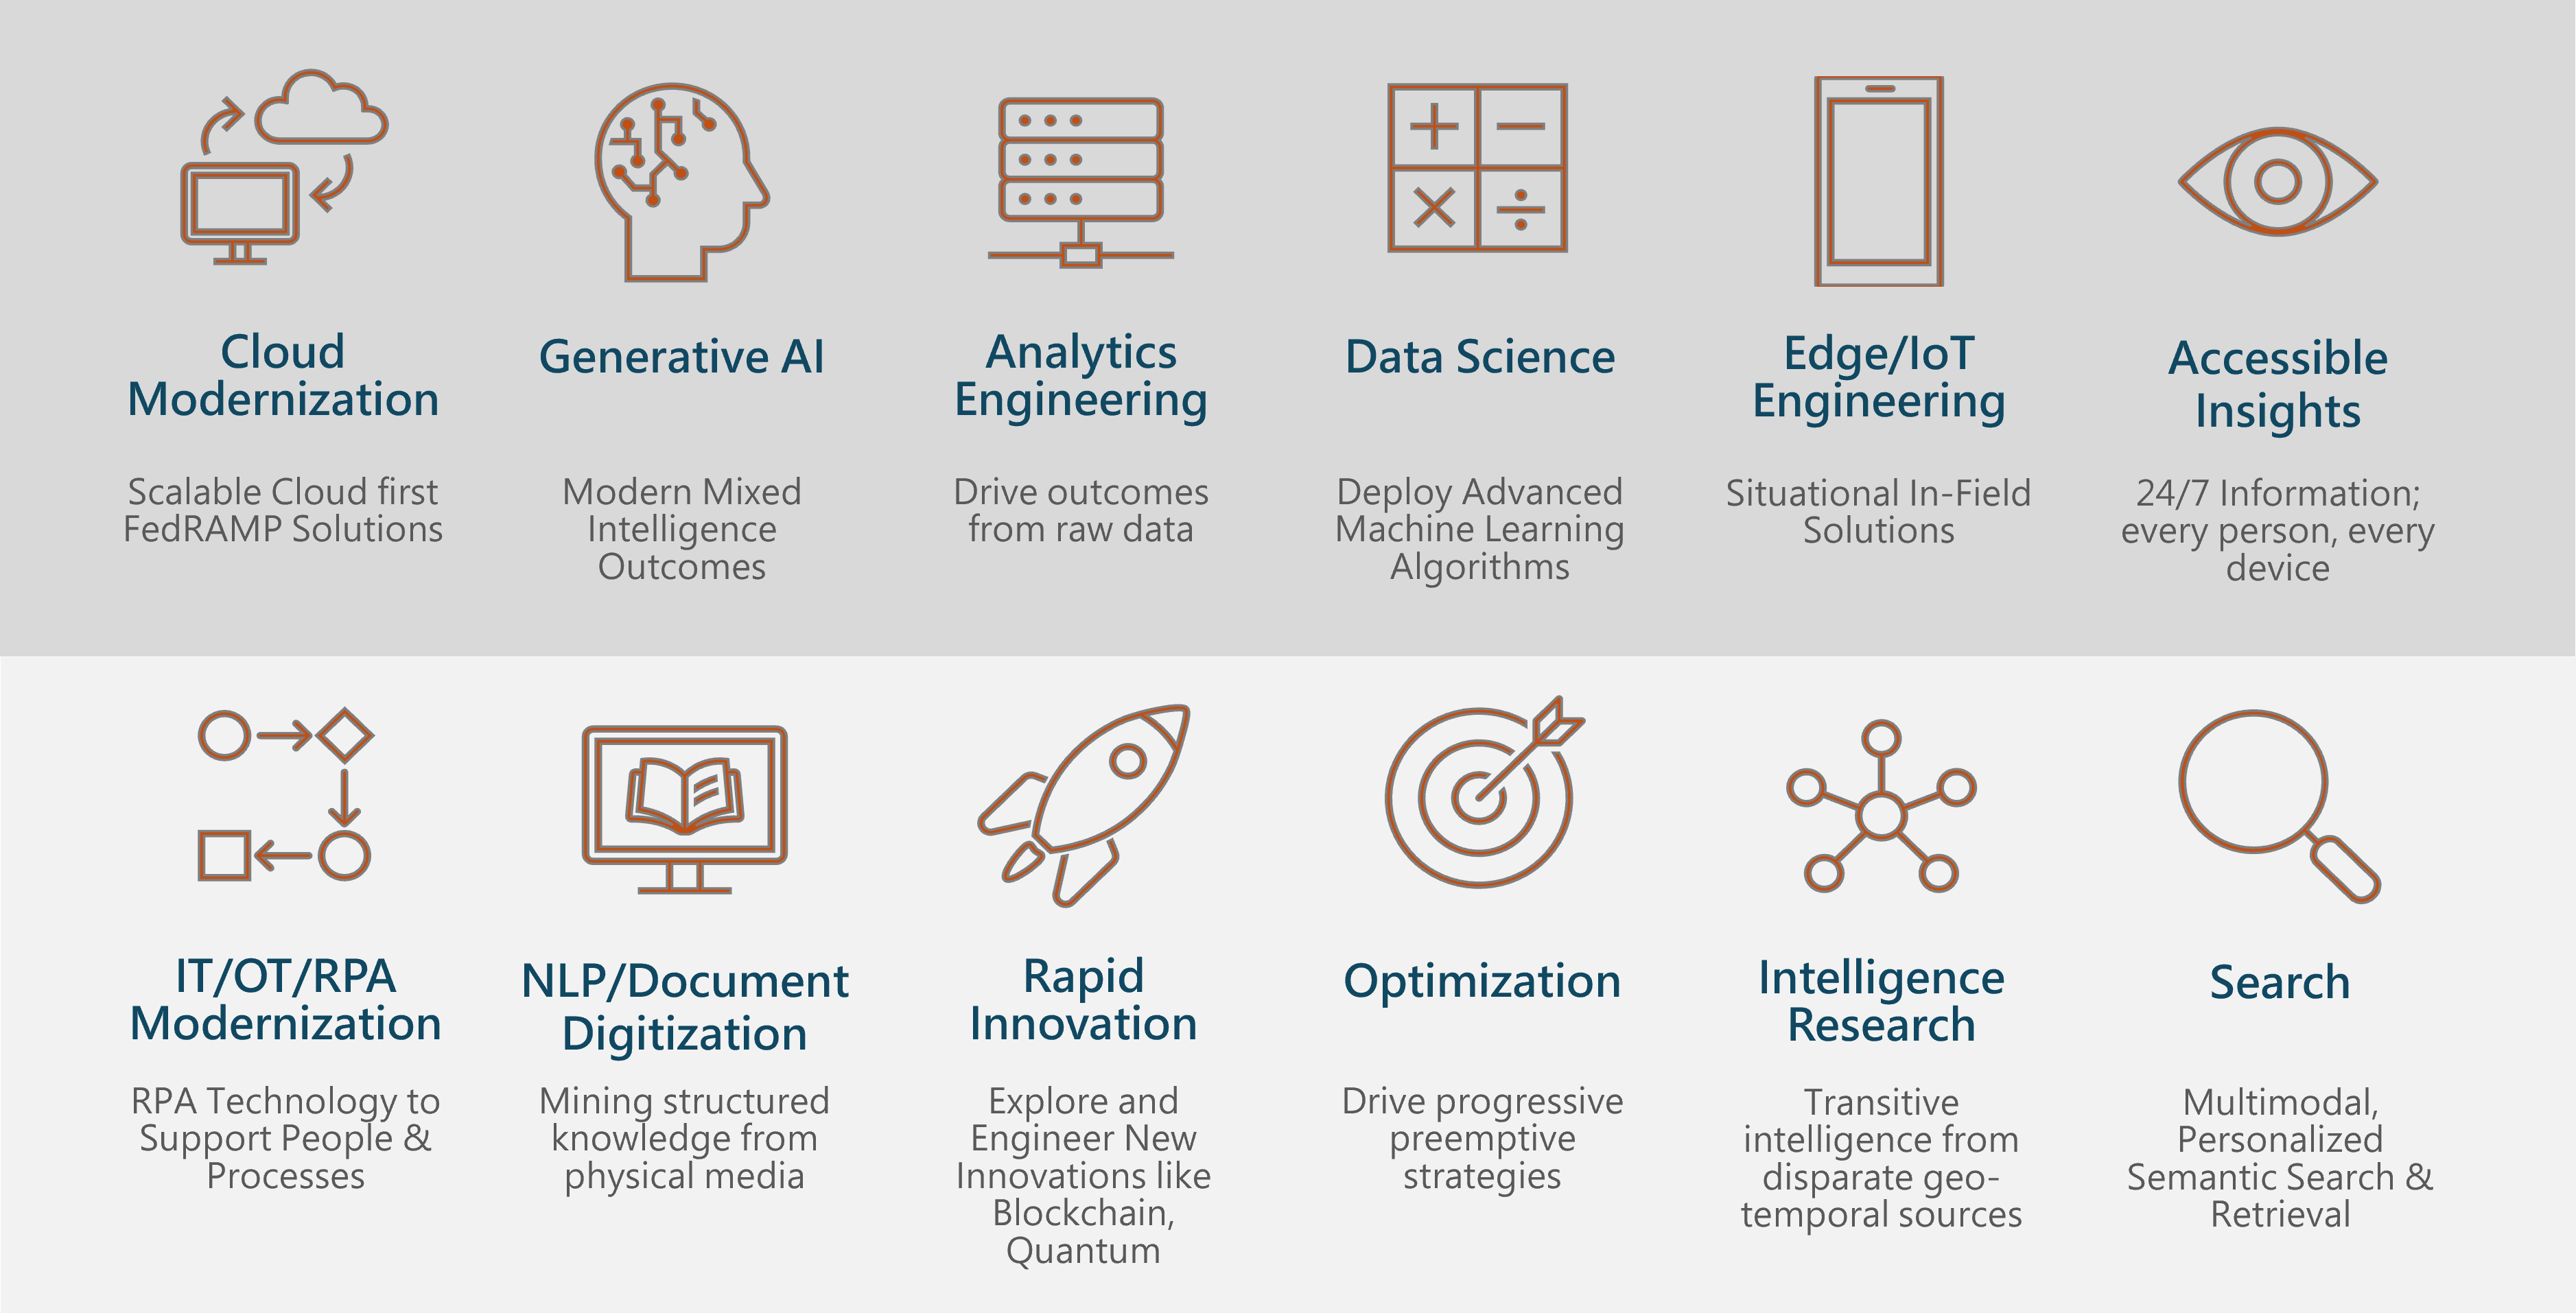 Cloud
Modernization
Scalable Cloud first
FedRAMP Solutions
Generative AI
Modern Mixed
Intelligence
Outcomes
Analytics
Engineering
Drive outcomes
from raw data
Data Science
Deploy Advanced
Machine Learning
Algorithms
Edge/IoT
Engineering
Situational In-Field
Solutions
Accessible
Insights
24/7 Information;
every person, every
device
IT/OT/RPA
Modernization
RPA Technology to
Support People &
Processes
NLP/Document
Digitization
Mining structured
knowledge from
physical media
Rapid
Innovation
Explore and
Engineer New
Innovations like
Blockchain,
Quantum
Optimization
Drive progressive
preemptive
strategies
Intelligence
Research
Transitive
intelligence from
disparate geo-
temporal sources
Search
Multimodal,
Personalized
Semantic Search &
Retrieval